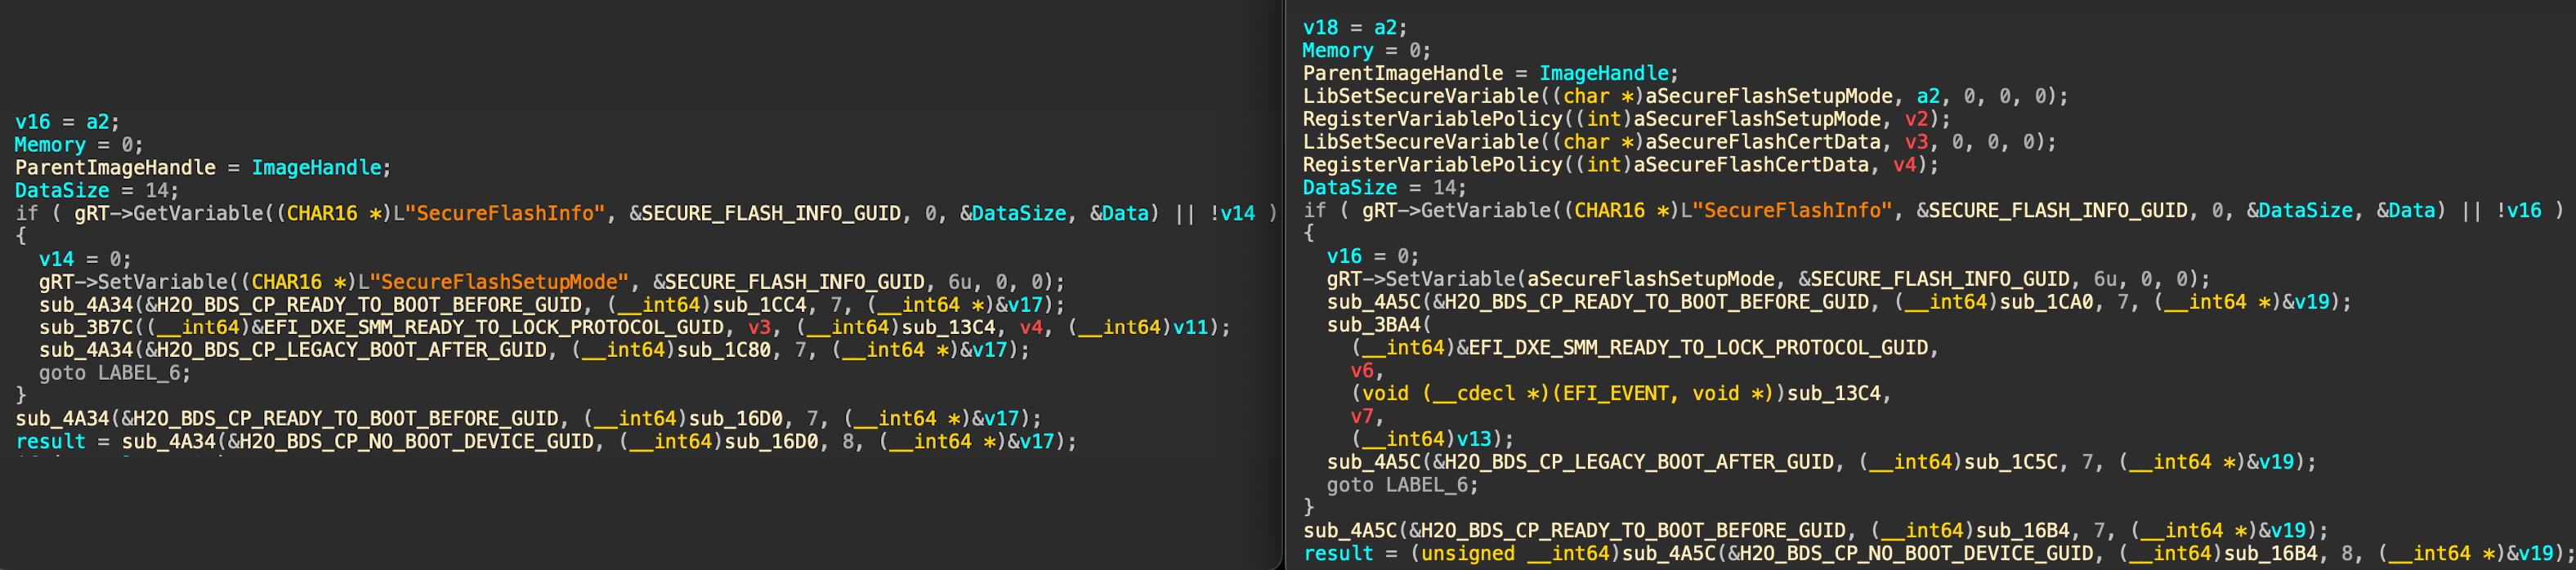 v16 = a2;
Memory = 0;
ParentImageHandle = ImageHandle;
DataSize = 14;
if ( gRT->GetVariable((CHAR16 *)L"SecureFlashInfo", &SECURE_FLASH_INFO_GUID, 0, &DataSize, &Data) || !v14 )
{
v14 = 0;
gRT->SetVariable((CHAR16 *)L"SecureFlashSetupMode", &SECURE_FLASH_INFO_GUID, 6u, 0, 0);
sub_4A34(&H2O_BDS_CP_READY_TO_BOOT_BEFORE_GUID, (__int64)sub_1CC4, 7, (__int64 *)&v17);
sub_3B7C((__int64)&EFI_DXE_SMM_READY_TO_LOCK_PROTOCOL_GUID, v3, (__int64)sub_13C4, v4, (__int64)v11);
sub_4A34(&H2O_BDS_CP_LEGACY_BOOT_AFTER_GUID, (__int64)sub_1C80, 7, (__int64 *)&v17);
goto LABEL_6;
}
sub_4A34(&H2O_BDS_CP_READY_TO_BOOT_BEFORE_GUID, (__int64)sub_16D0, 7, (__int64 *)&v17);
result = sub_4A34(&H2O_BDS_CP_NO_BOOT_DEVICE_GUID, (__int64)sub_16D0, 8, (__int64 *)&v17);
v18 = a2;
Memory = 0;
ParentImageHandle = ImageHandle;
LibSetSecureVariable((char *)aSecureFlashSetupMode, a2, 0, 0, 0);
RegisterVariablePolicy((int)aSecureFlashSetupMode, v2);
LibSetSecureVariable((char *)aSecureFlashCertData, v3, 0, 0, 0);
RegisterVariablePolicy((int)aSecureFlashCertData, v4);
DataSize = 14;
if ( gRT->GetVariable((CHAR16 *)L"SecureFlashInfo", &SECURE_FLASH_INFO_GUID, 0, &DataSize, &Data) || !v16 )
{
v16 = 0;
gRT->SetVariable(aSecureFlashSetupMode, &SECURE_FLASH_INFO_GUID, 6u, 0, 0);
sub_4A5C(&H2O_BDS_CP_READY_TO_BOOT_BEFORE_GUID, (__int64)sub_1CA0, 7, (__int64 *)&v19);
sub_3BA4(
(__int64)&EFI_DXE_SMM_READY_TO_LOCK_PROTOCOL_GUID,
v6,
(void (__cdecl *)(EFI_EVENT, void *))sub_13C4,
v7,
(__int64)v13);
sub_4A5C(&H2O_BDS_CP_LEGACY_BOOT_AFTER_GUID, (__int64)sub_1C5C, 7, (__int64 *)&v19);
goto LABEL_6;
}
sub_4A5C(&H2O_BDS_CP_READY_TO_BOOT_BEFORE_GUID, (__int64)sub_16B4, 7, (__int64 *)&v19);
result = (unsigned __int64)sub_4A5C(&H2O_BDS_CP_NO_BOOT_DEVICE_GUID, (__int64)sub_16B4, 8, (__int64 *)&v19);